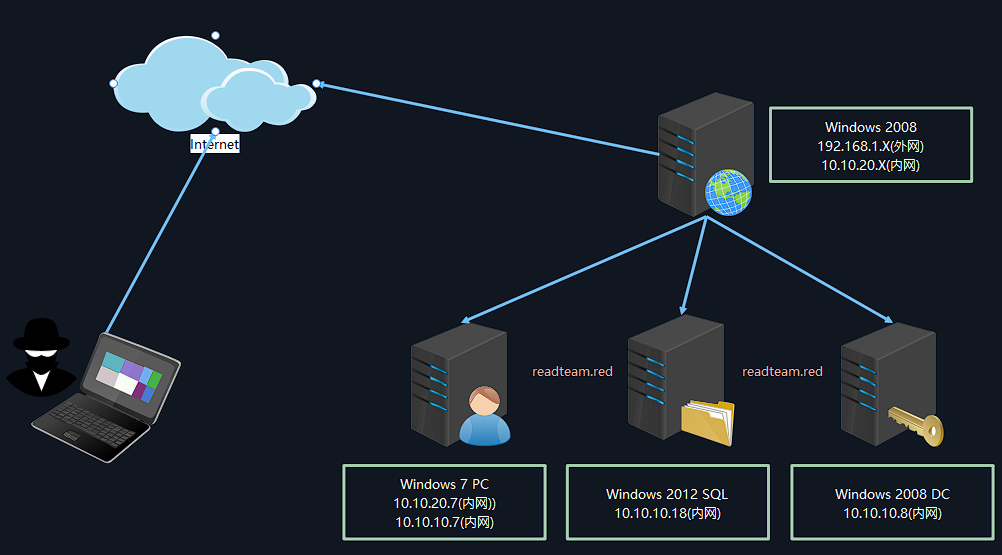 Internet
Windows 2008
192.168.1.X(外网)
10.10.20.X(内网)
readteam.red
readteam.red
Windows 7 PC
10.10.20.7(内网))
10.10.10.7(内网)
Windows 2012 SQL
10.10.10.18(内网)
Windows 2008 DC
10.10.10.8(内网)